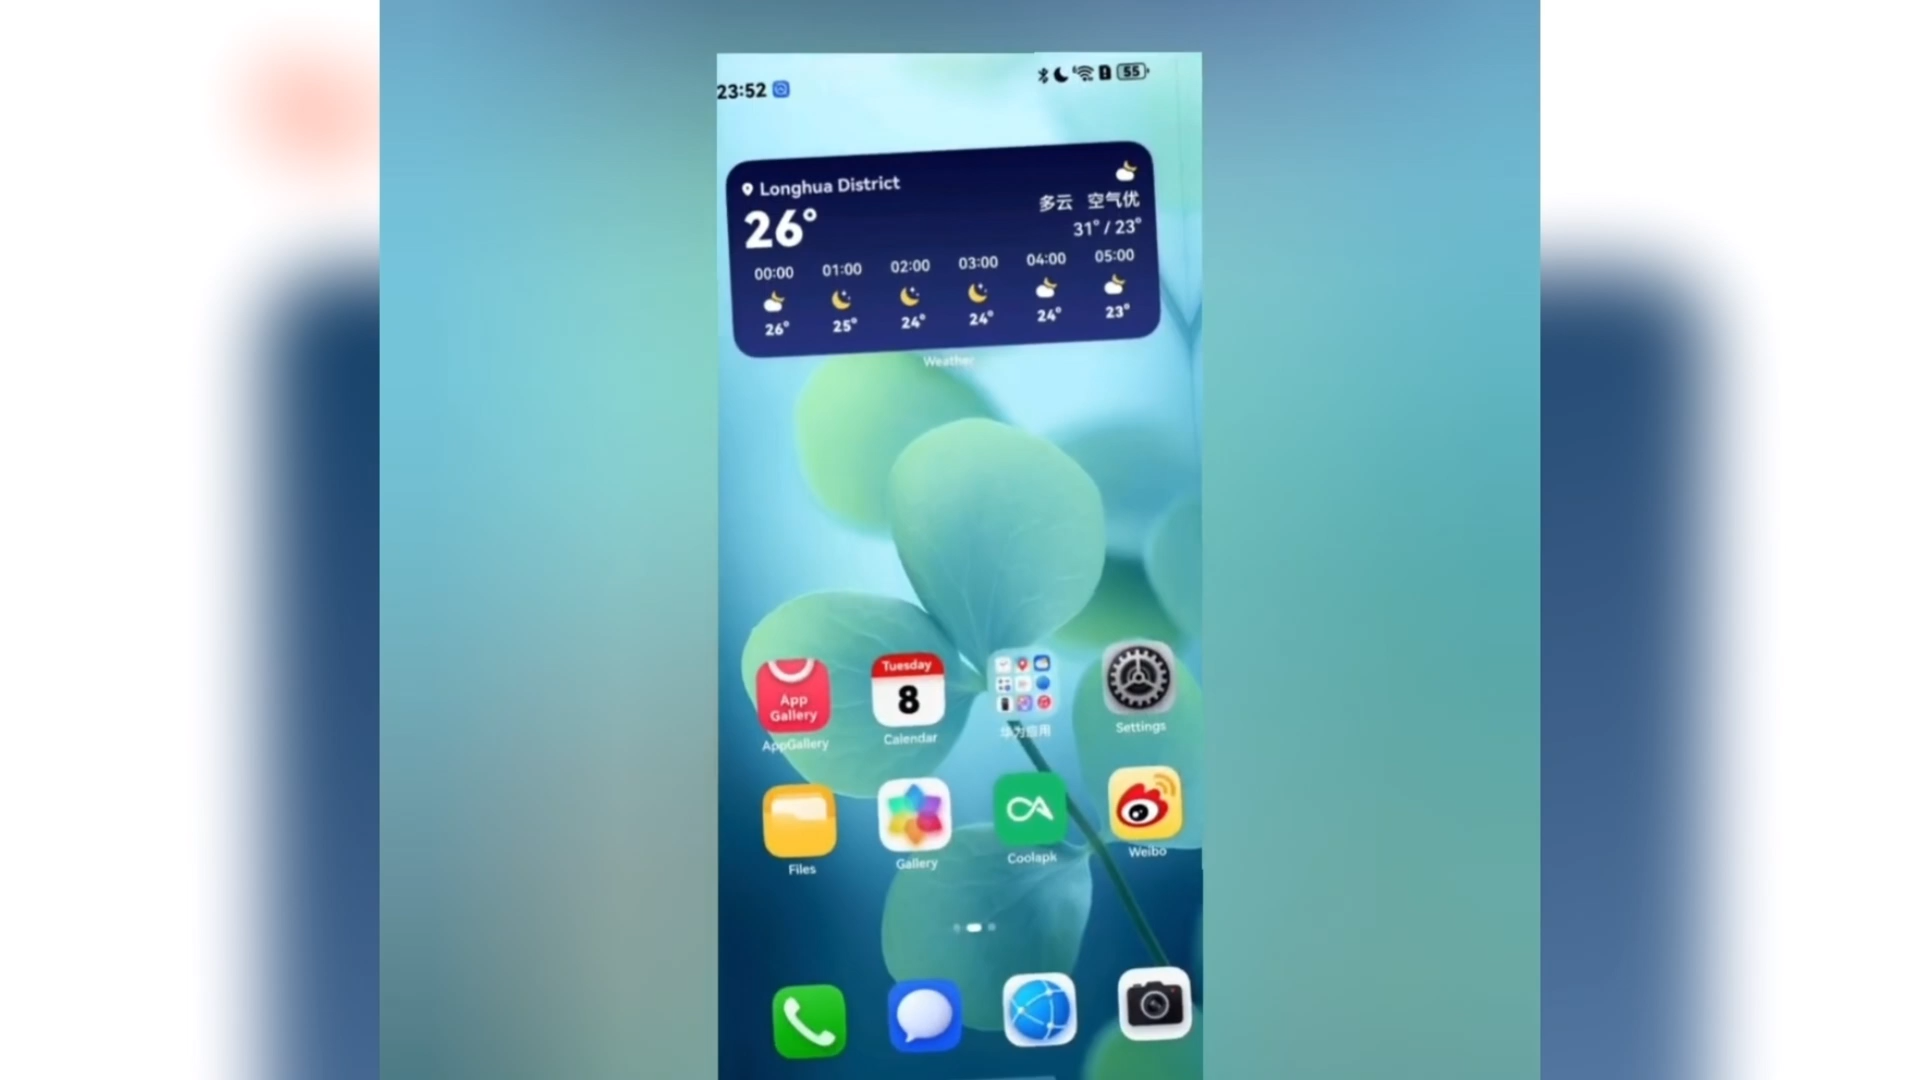 23:52
55
Longhua District
26°
多云 空气优
31° / 23°
00:00 01:00 02:00 03:00 04:00 05:00
26° 25° 24° 24° 24° 23°
Weather
App
Gallery
Tuesday
8
AppGallery
Calendar
华为应用
Settings
Files
Gallery
Coolapk
Weibo